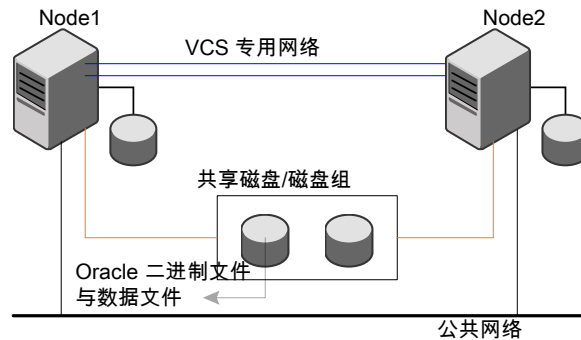 Node1
Node2
VCS 专用网络
共享磁盘/磁盘组
Oracle 二进制文件
与数据文件
公共网络